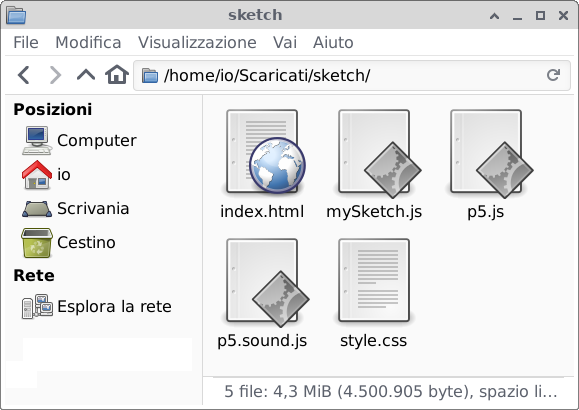 sketch
File Modifica Visualizzazione Vai Aiuto
/home/io/Scaricati/sketch/
Posizioni
Computer
io
Scrivania
Cestino
Rete
Esplora la rete
index.html mySketch.js p5.js
p5.sound.js style.css
5 file: 4,3 MiB (4.500.905 byte), spazio li...